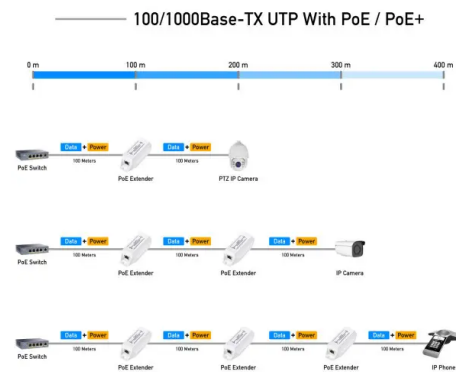 100/1000Base-TX UTP With PoE / PoE+
0 m 100 m 200 m 300 m 400 m
Data + Power Data + Power
100 Meters 100 Meters
PoE Switch
PoE Extender PTZ IP Camera
Data + Power Data + Power Data + Power
100 Meters 100 Meters 100 Meters
PoE Switch
PoE Extender PoE Extender IP Camera
Data + Power Data + Power Data + Power Data + Power
100 Meters 100 Meters 100 Meters 100 Meters
PoE Switch
PoE Extender PoE Extender PoE Extender IP Phone